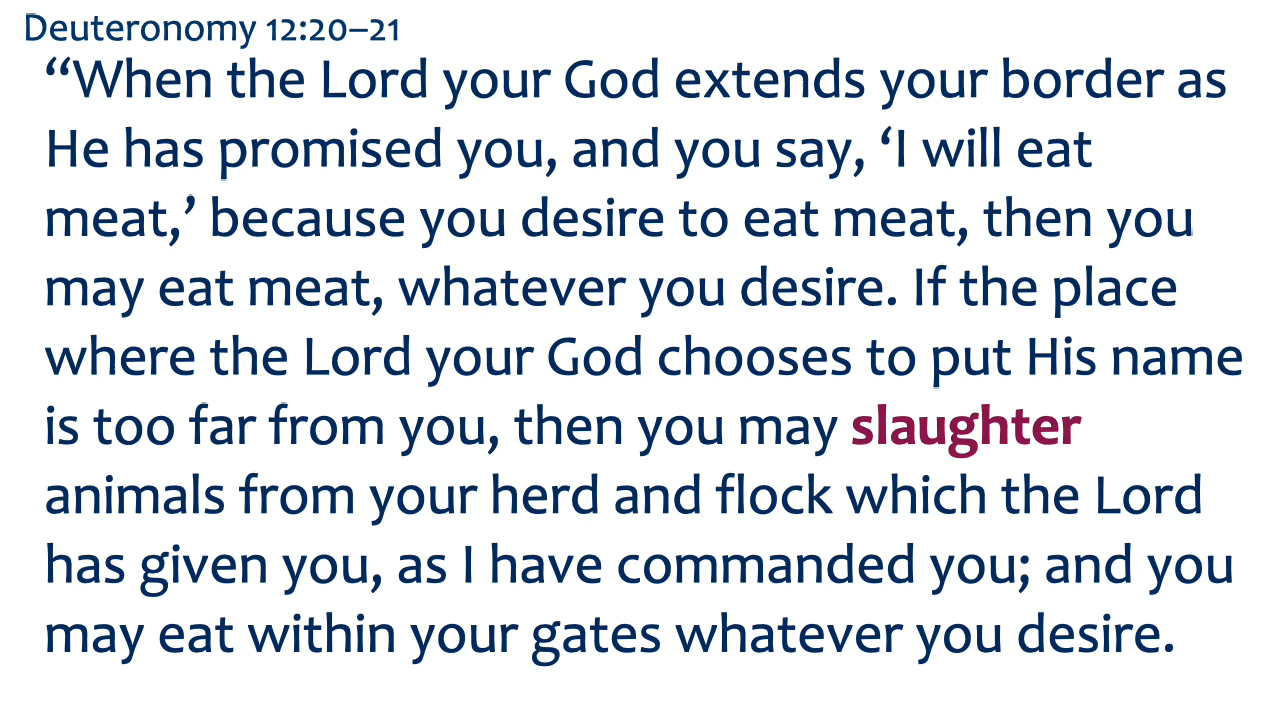 Deuteronomy 12:20–21
“When the Lord your God extends your border as
He has promised you, and you say, ‘I will eat
meat,’ because you desire to eat meat, then you
may eat meat, whatever you desire. If the place
where the Lord your God chooses to put His name
is too far from you, then you may slaughter
animals from your herd and flock which the Lord
has given you, as I have commanded you; and you
may eat within your gates whatever you desire.